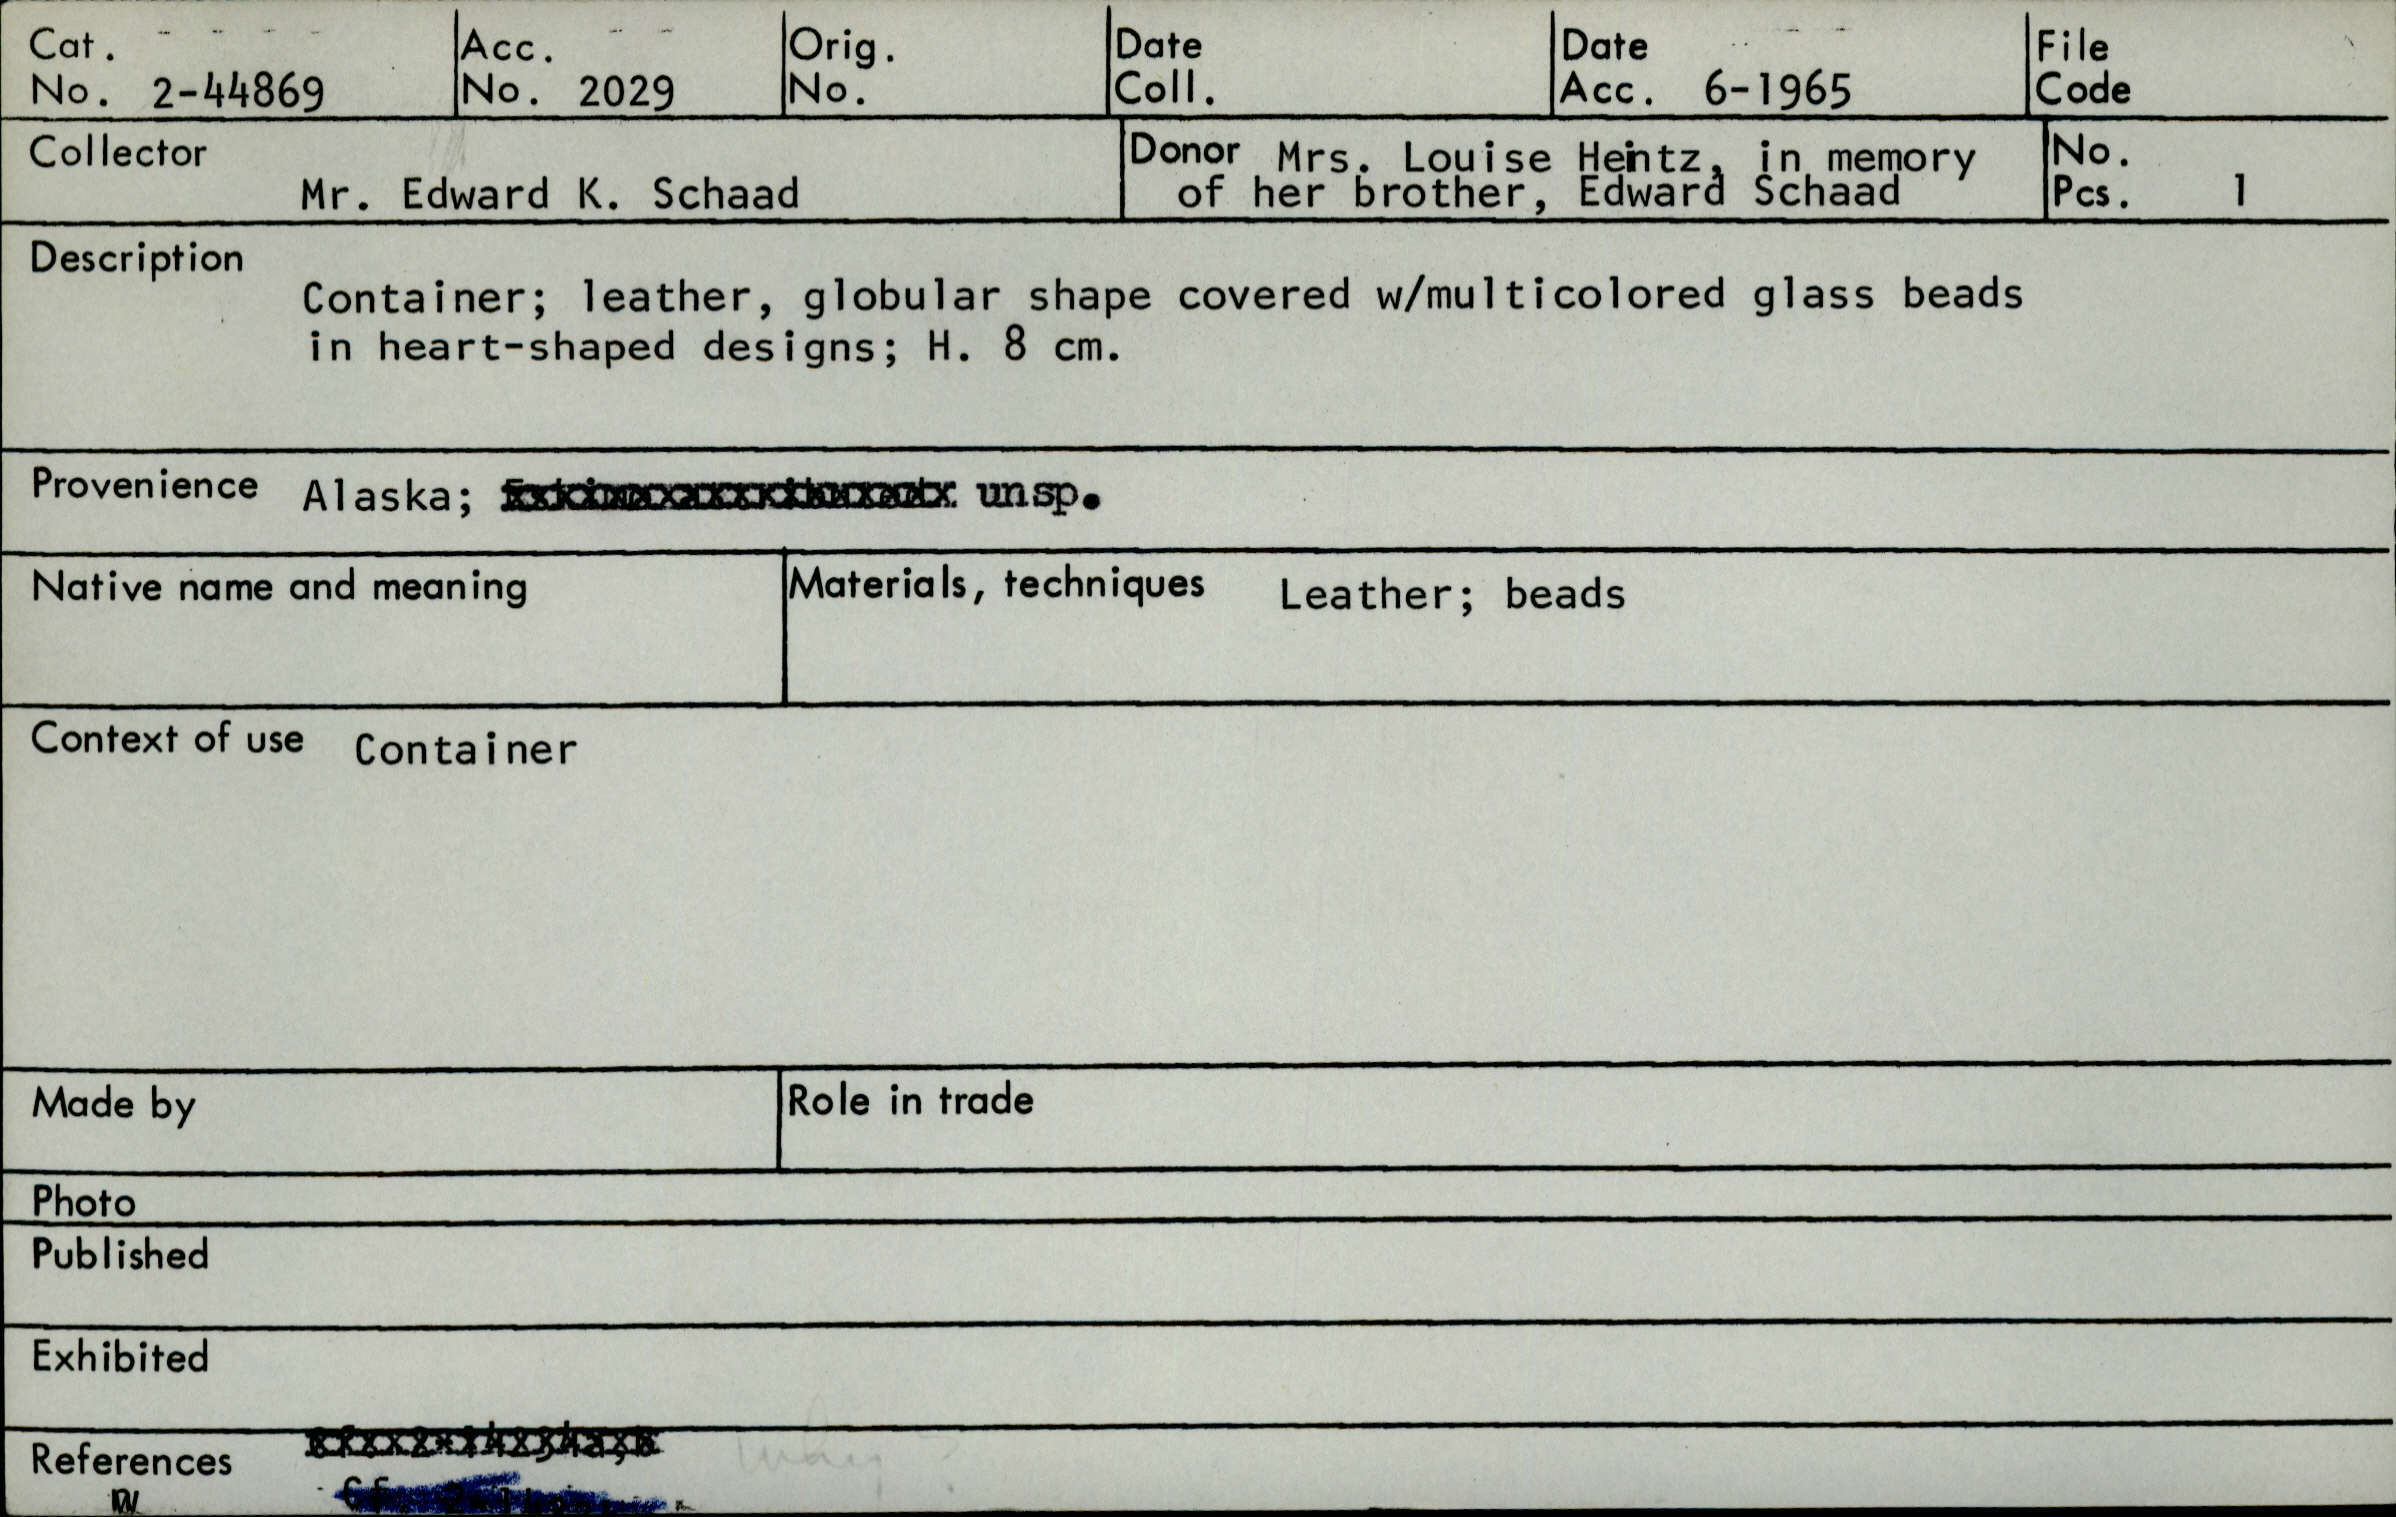 Cat. No. 2-44869
Acc. No. 2029
Orig. No.
Date Coll.
Date Acc. 6-1965
File Code
Collector
Mr. Edward K. Schaad
Donor Mrs. Louise Heintz, in memory
of her brother, Edward Schaad
No. Pcs. 1
Description
Container; leather, globular shape covered w/multicolored glass beads
in heart-shaped designs; H. 8 cm.
Provenience Alaska; unsp.
Native name and meaning
Materials, techniques Leather; beads
Context of use Container
Made by
Role in trade
Photo
Published
Exhibited
References